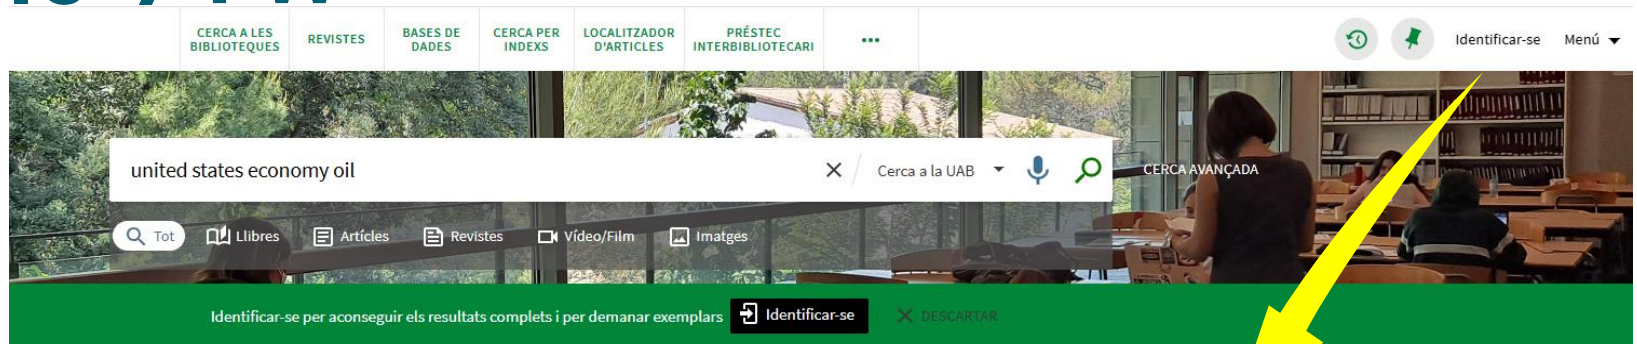 CERCA A LES BIBLIOTEQUES
REVISTES
BASES DE DADES
CERCA PER INDEXS
LOCALITZADOR D'ARTICLES
PRÉSTEC INTERBIBLIOTECARI
•••
Identificar-se
Menú
united states economy oil
Cerca a la UAB
CERCA AVANÇADA
Tot
Llibres
Artícles
Revistes
Vídeo/Film
Imatges
Identificar-se per aconseguir els resultats complets i per demanar exemplars
Identificar-se
DESCARTAR